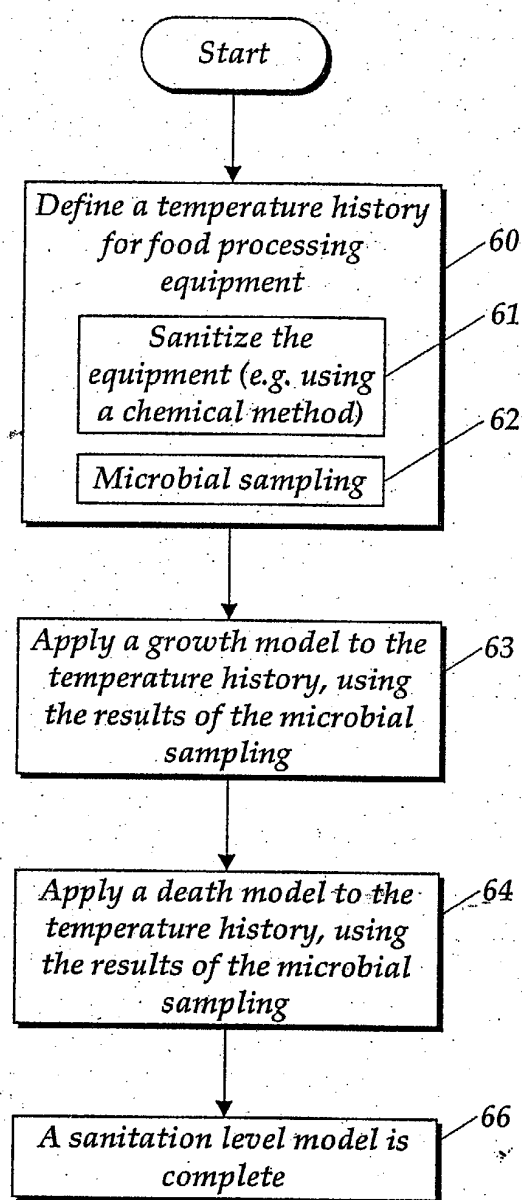 Start
Define a temperature history
for food processing
equipment
60
Sanitize the
equipment (e.g. using
a chemical method)
61
Microbial sampling
62
Apply a growth model to the
temperature history, using
the results of the microbial
sampling
63
Apply a death model to the
temperature history, using
the results of the microbial
sampling
64
A sanitation level model is
complete
66